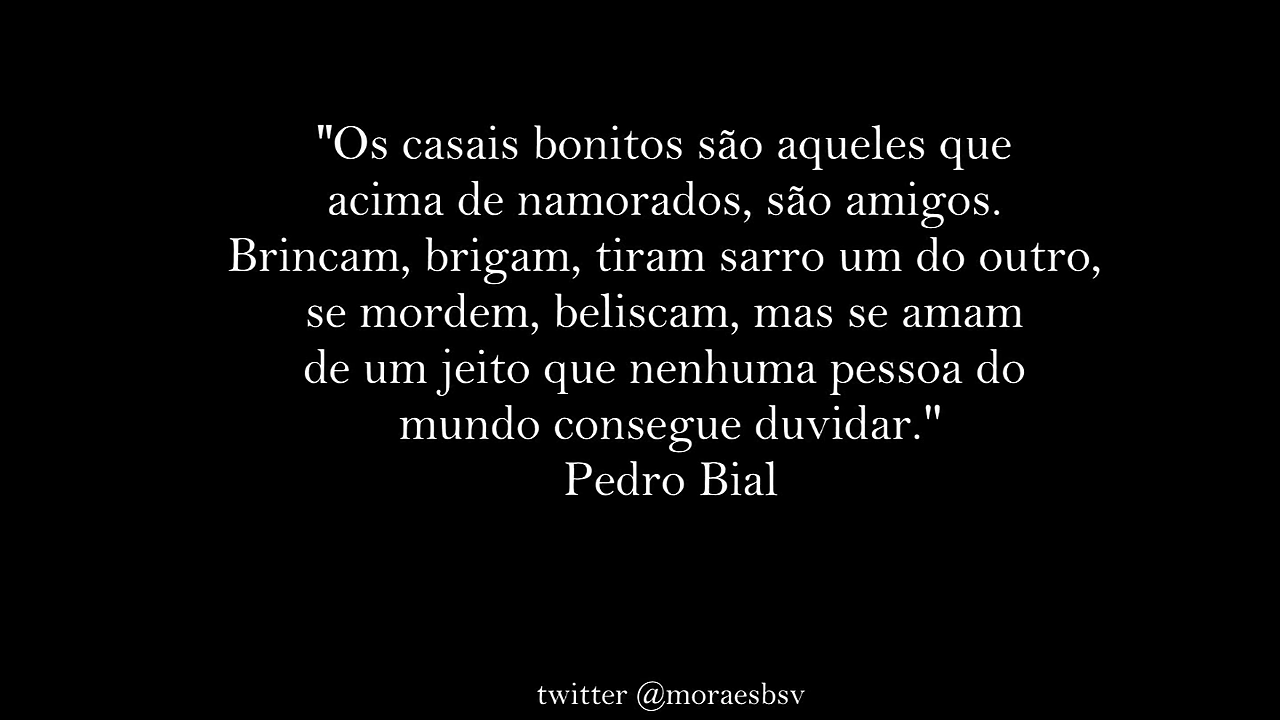 "Os casais bonitos são aqueles que
acima de namorados, são amigos.
Brincam, brigam, tiram sarro um do outro,
se mordem, beliscam, mas se amam
de um jeito que nenhuma pessoa do
mundo consegue duvidar."
Pedro Bial
twitter @moraesbsv